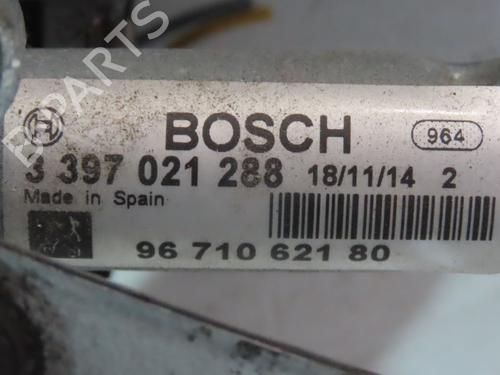 B-PARTS
H
BOSCH
964
3 397 021 288 18/11/14 2
Made in Spain
96 710 621 80